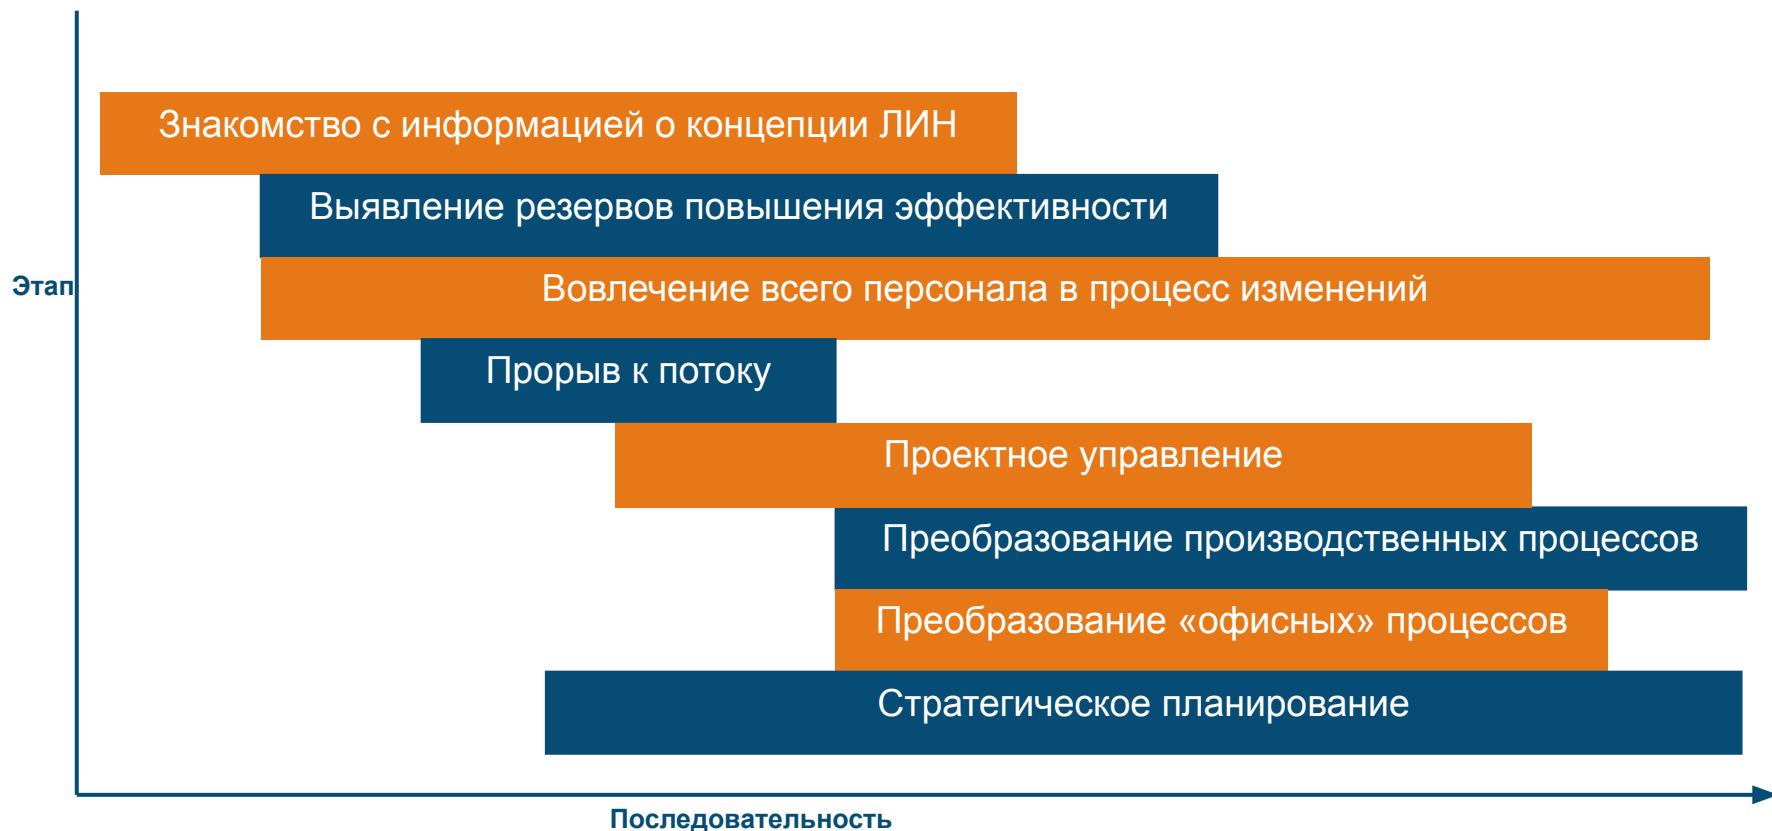 Знакомство с информацией о концепции ЛИН
Выявление резервов повышения эффективности
Этап
Вовлечение всего персонала в процесс изменений
Прорыв к потоку
Проектное управление
Преобразование производственных процессов
Преобразование «офисных» процессов
Стратегическое планирование
Последовательность